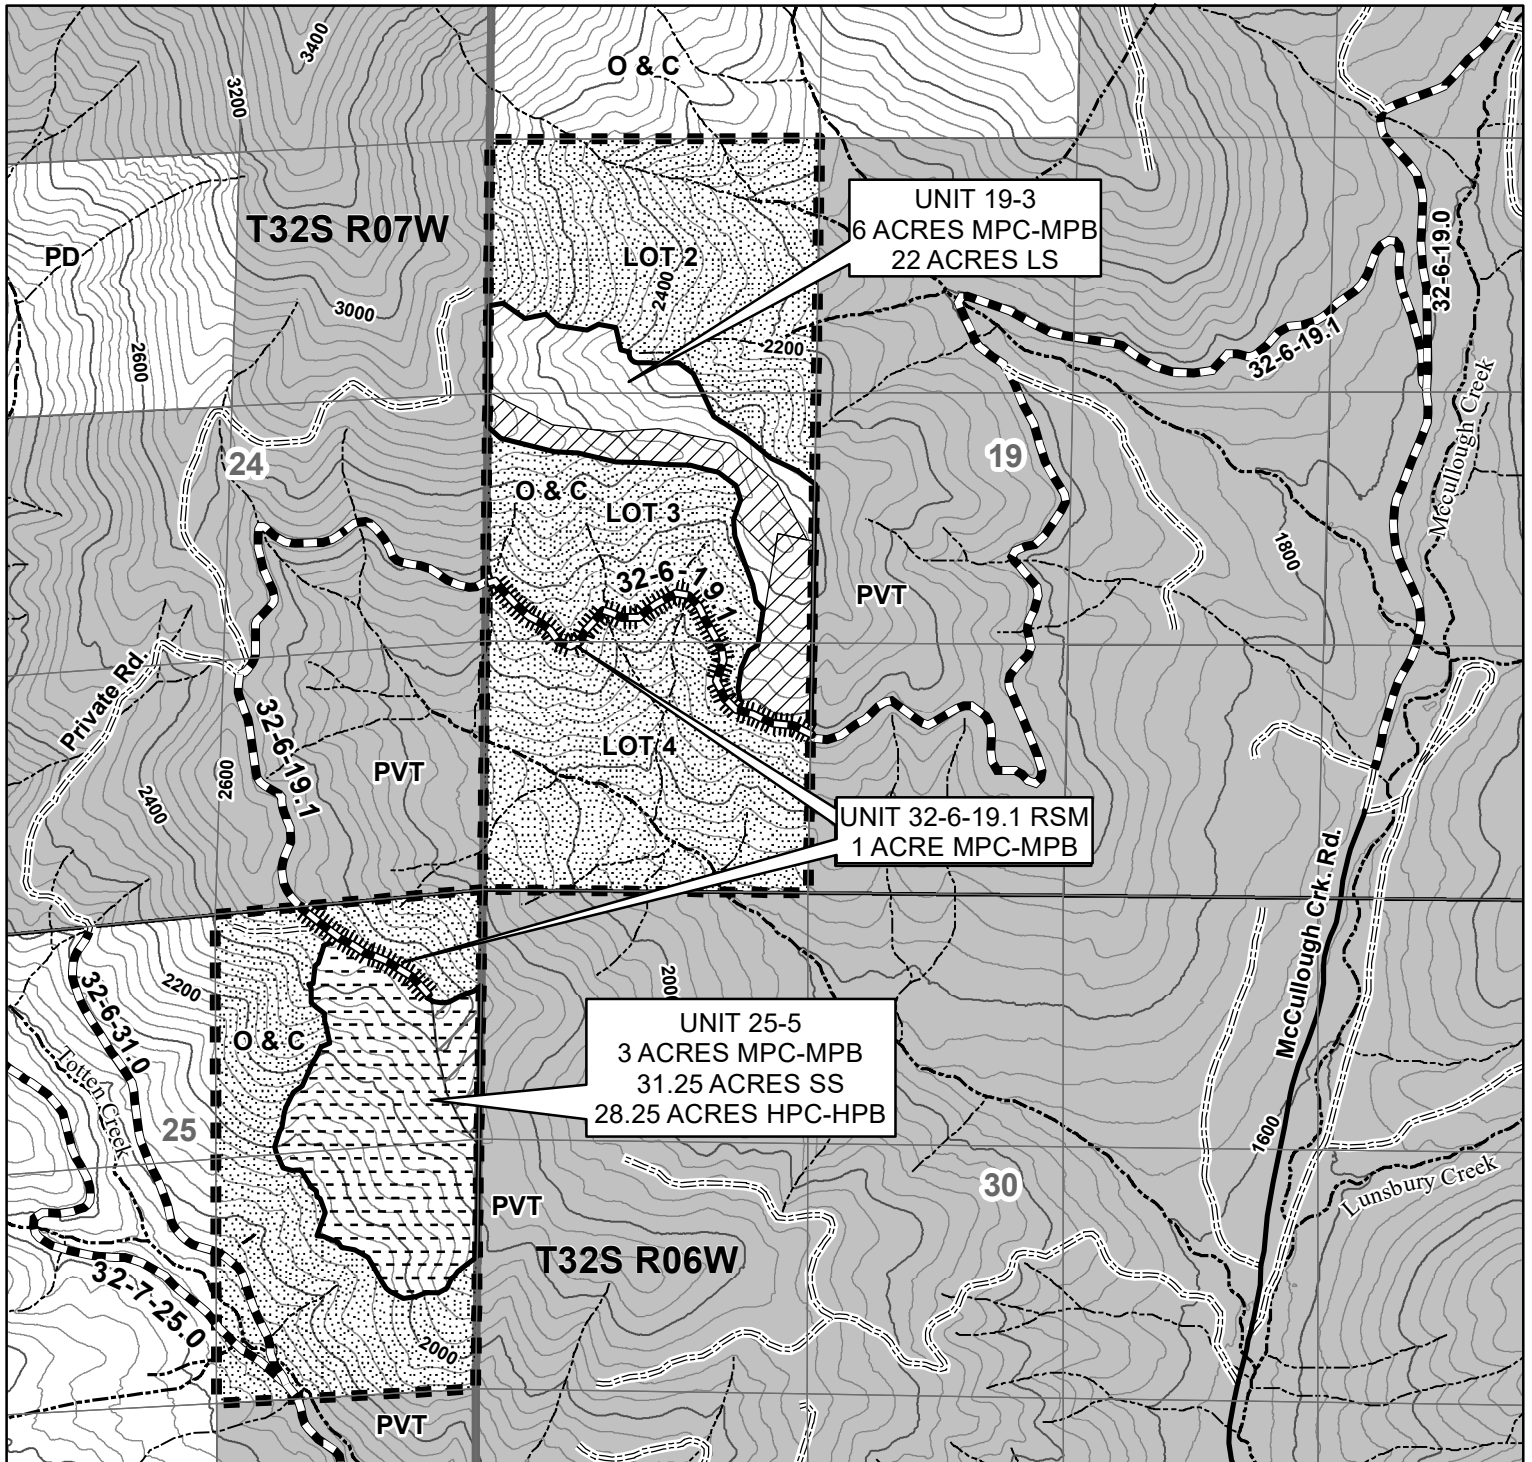 3400
O & C
3200
UNIT 19-3
6 ACRES MPC-MPB
22 ACRES LS
T32S R07W
32-6-19.0
PD
LOT 2
2400
3000
2600
2200
32-6-19.1
Mccullough Creek
24
19
O & C
LOT 3
1800
32-6-19.1
PVT
Private Rd.
32-6-19.1
LOT 4
PVT
2600
2400
UNIT 32-6-19.1 RSM
1 ACRE MPC-MPB
McCullough Crk. Rd.
2200
32-6-31.0
2000
UNIT 25-5
3 ACRES MPC-MPB
31.25 ACRES SS
28.25 ACRES HPC-HPB
O & C
Totten Creek
25
1600
30
Lunsbury Creek
PVT
T32S R06W
32-7-25.0
2000
PVT